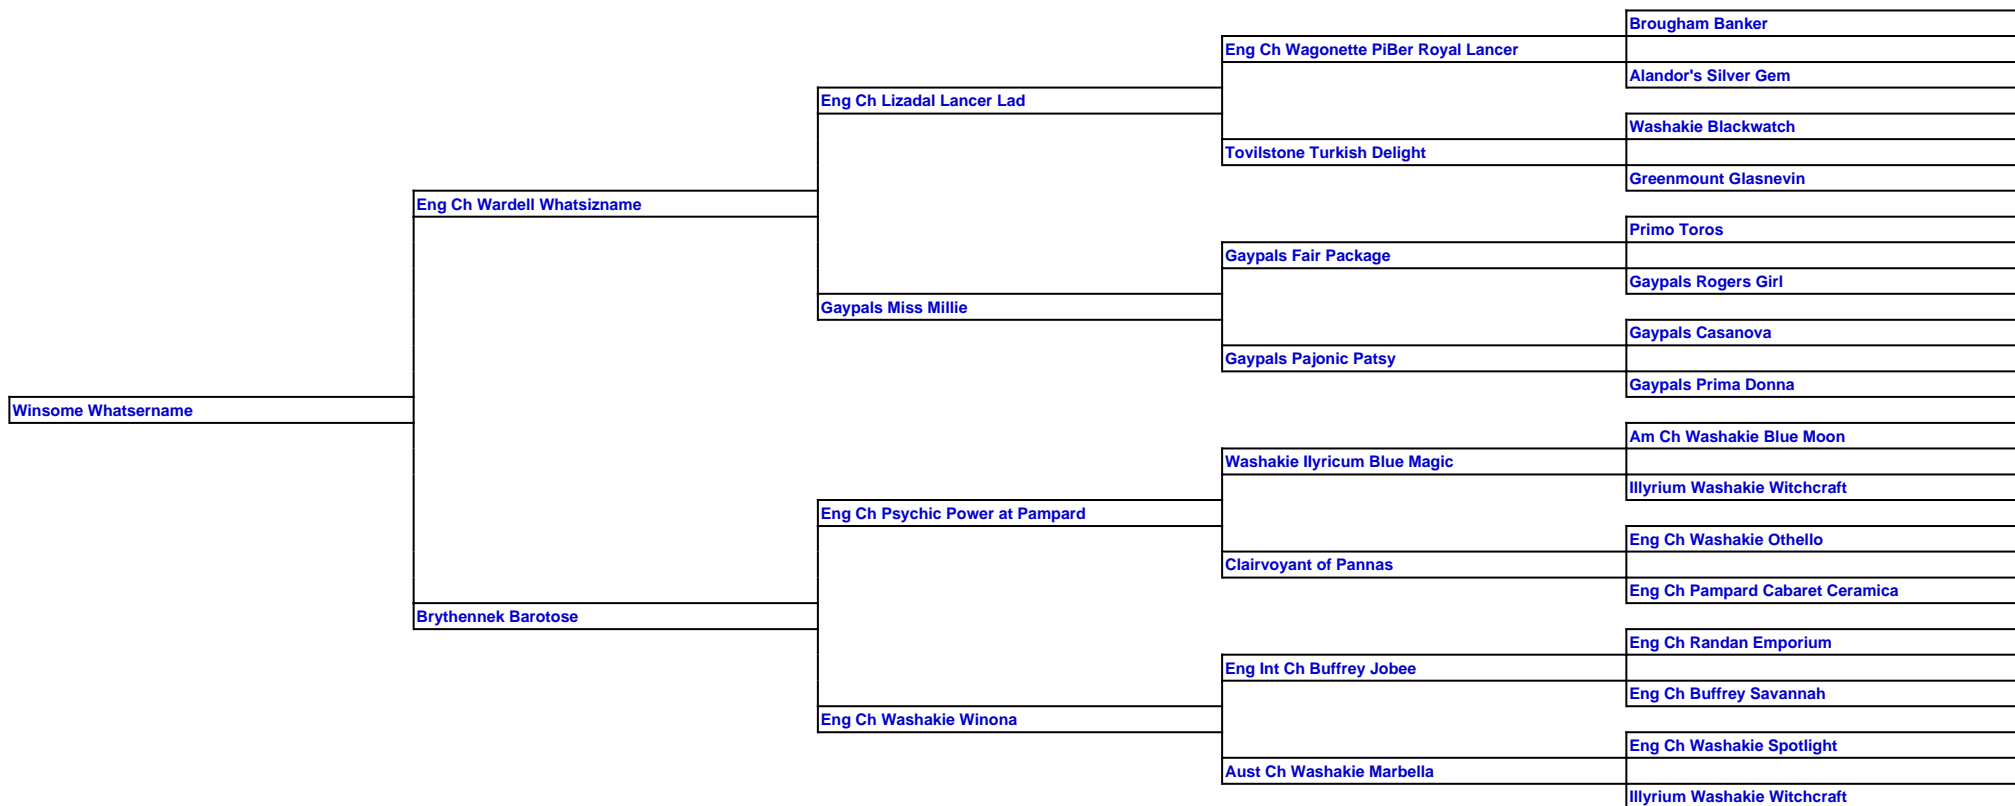 Brougham Banker
Eng Ch Wagonette PiBer Royal Lancer
Alandor's Silver Gem
Eng Ch Lizadal Lancer Lad
Washakie Blackwatch
Tovilstone Turkish Delight
Greenmount Glasnevin
Eng Ch Wardell Whatsizname
Primo Toros
Gaypals Fair Package
Gaypals Rogers Girl
Gaypals Miss Millie
Gaypals Casanova
Gaypals Pajonic Patsy
Gaypals Prima Donna
Winsome Whatsername
Am Ch Washakie Blue Moon
Washakie Ilyricum Blue Magic
Illyrium Washakie Witchcraft
Eng Ch Psychic Power at Pampard
Eng Ch Washakie Othello
Clairvoyant of Pannas
Eng Ch Pampard Cabaret Ceramica
Brythennek Barotose
Eng Ch Randan Emporium
Eng Int Ch Buffrey Jobee
Eng Ch Buffrey Savannah
Eng Ch Washakie Winona
Eng Ch Washakie Spotlight
Aust Ch Washakie Marbella
Illyrium Washakie Witchcraft